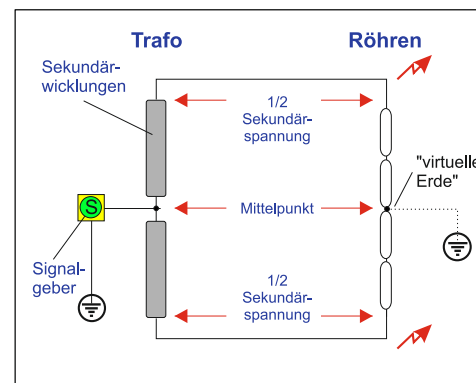 Trafo
Röhren
Sekundär-
wicklungen
1/2
Sekundär-
spannung
"virtuelle
Erde"
Mittelpunkt
S
Signal-
geber
1/2
Sekundär-
spannung